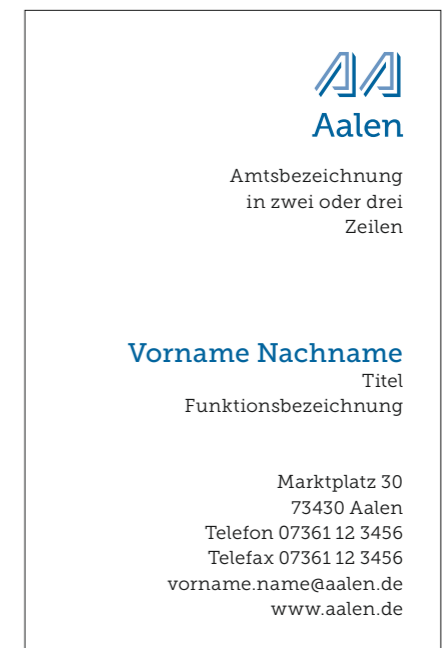 AA
Aalen
Amtsbezeichnung
in zwei oder drei
Zeilen
Vorname Nachname
Titel
Funktionsbezeichnung
Marktplatz 30
73430 Aalen
Telefon 07361 12 3456
Telefax 07361 12 3456
vorname.name@aalen.de
www.aalen.de